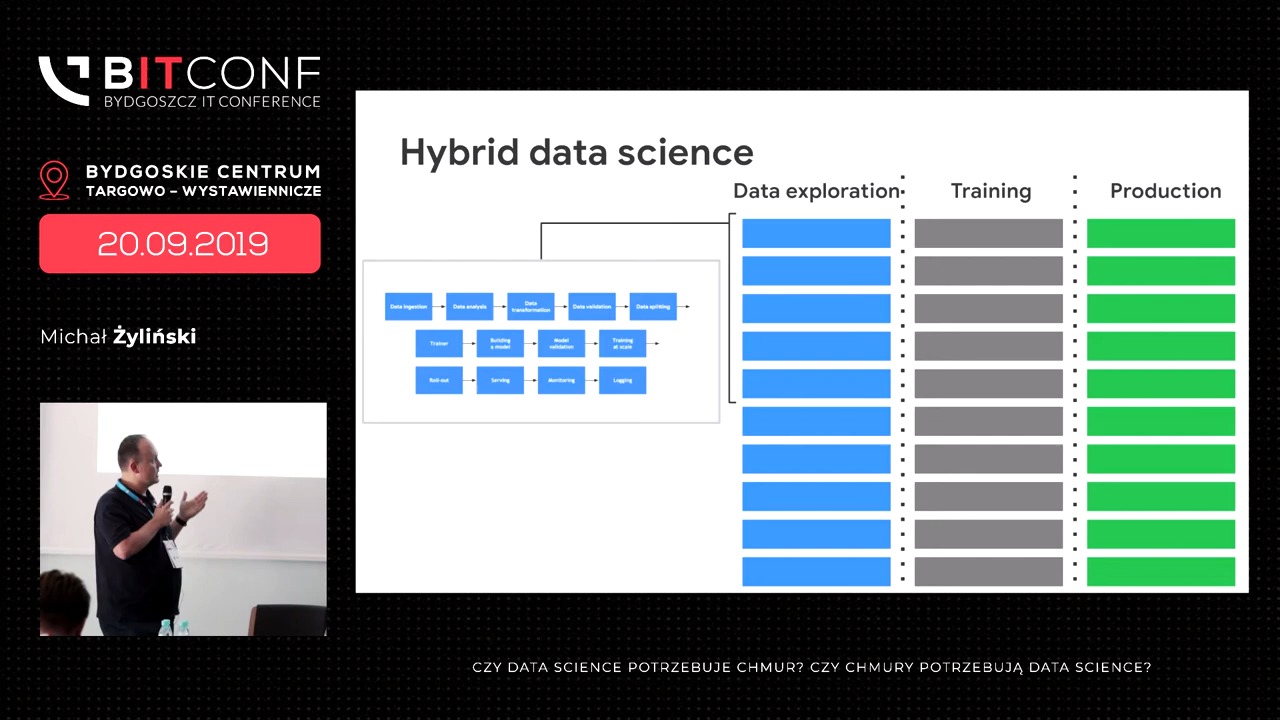 BITCONF
BYDGOSZCZ IT CONFERENCE
BYDGOSKIE CENTRUM
TARGOWO – WYSTAWIENNICZE
20.09.2019
Michał Żyliński
Hybrid data science
Data exploration
Training
Production
Data ingestion
Data analysis
Data
transformation
Data validation
Data splitting
Trainer
Building
a model
Model
validation
Training
at scale
Roll-out
Serving
Monitoring
Logging
CZY DATA SCIENCE POTRZEBUJE CHMUR? CZY CHMURY POTRZEBUJĄ DATA SCIENCE?